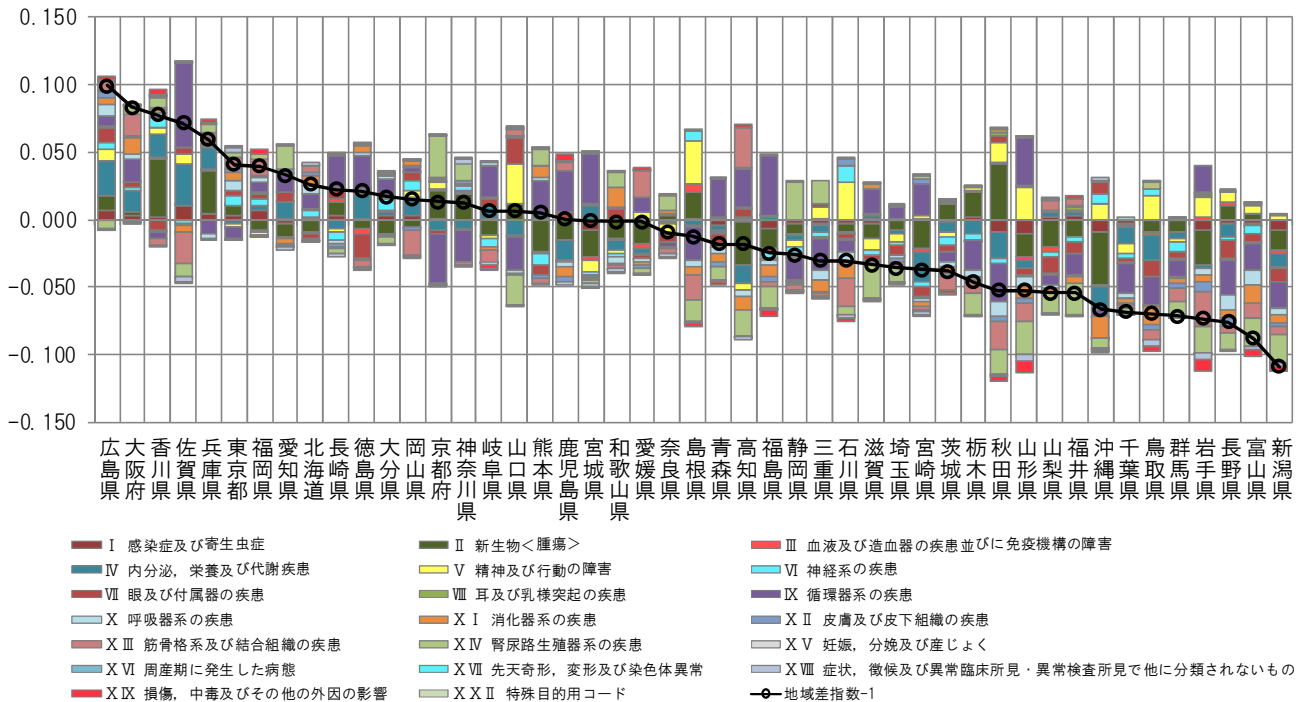 0.150
0.100
0.050
0.000
-0.050
-0.100
-0.150
広島県
大阪府
香川県
佐賀県
兵庫県
東京都
福岡県
愛知県
北海道
長崎県
徳島県
大分県
岡山県
京都府
神奈川県
岐阜県
山口県
熊本県
鹿児島県
宮城県
和歌山県
愛媛県
奈良県
島根県
青森県
高知県
福島県
静岡県
三重県
石川県
滋賀県
埼玉県
宮崎県
茨城県
栃木県
秋田県
山形県
山梨県
福井県
沖縄県
千葉県
鳥取県
群馬県
岩手県
長野県
富山県
新潟県
Ⅰ 感染症及び寄生虫症
Ⅱ 新生物<腫瘍>
Ⅲ 血液及び造血器の疾患並びに免疫機構の障害
Ⅳ 内分泌，栄養及び代謝疾患
Ⅴ 精神及び行動の障害
Ⅵ 神経系の疾患
Ⅶ 眼及び付属器の疾患
Ⅷ 耳及び乳様突起の疾患
Ⅸ 循環器系の疾患
Ⅹ 呼吸器系の疾患
ⅩⅠ 消化器系の疾患
ⅩⅡ 皮膚及び皮下組織の疾患
ⅩⅢ 筋骨格系及び結合組織の疾患
ⅩⅣ 腎尿路生殖器系の疾患
ⅩⅤ 妊娠，分娩及び産じょく
ⅩⅥ 周産期に発生した病態
ⅩⅦ 先天奇形，変形及び染色体異常
ⅩⅧ 症状，徴候及び異常臨床所見・異常検査所見で他に分類されないもの
ⅩⅨ 損傷，中毒及びその他の外因の影響
ⅩⅩⅡ 特殊目的用コード
地域差指数-1